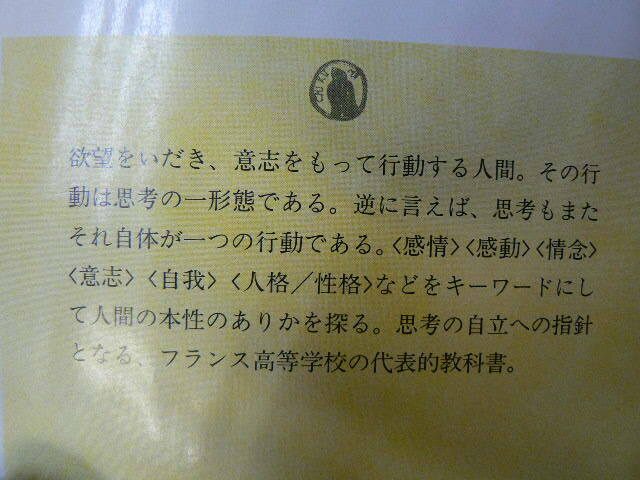 欲望をいだき、意志をもって行動する人間。その行
動は思考の一形態である。逆に言えば、思考もまた
それ自体が一つの行動である。〈感情〉〈感動〉〈情念〉
〈意志〉〈自我〉〈人格／性格〉などをキーワードにし
て人間の本性のありかを探る。思考の自立への指針
となる、フランス高等学校の代表的教科書。